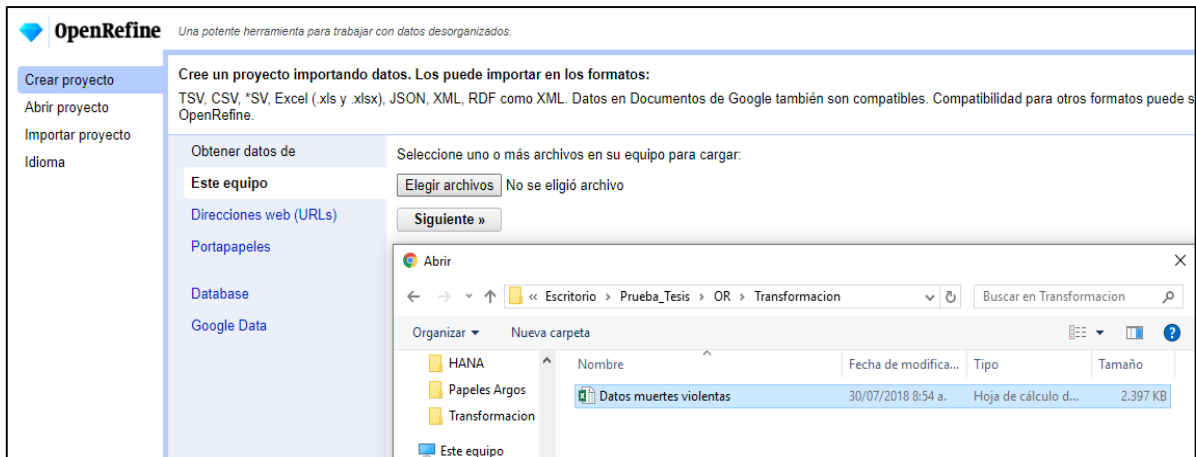 OpenRefine Una potente herramienta para trabajar con datos desorganizados.
Crear proyecto
Abrir proyecto
Importar proyecto
Idioma
Cree un proyecto importando datos. Los puede importar en los formatos:
TSV, CSV, *SV, Excel (.xls y .xlsx), JSON, XML, RDF como XML. Datos en Documentos de Google también son compatibles. Compatibilidad para otros formatos puede s
OpenRefine.
Obtener datos de
Este equipo
Direcciones web (URLs)
Portapapeles
Database
Google Data
Seleccione uno o más archivos en su equipo para cargar:
Elegir archivos No se eligió archivo
Siguiente »
Abrir
« Escritorio › Prueba_Tesis › OR › Transformacion Buscar en Transformacion
Organizar Nueva carpeta
HANA
Papeles Argos
Transformacion
Este equipo
Nombre Fecha de modifica... Tipo Tamaño
Datos muertes violentas 30/07/2018 8:54 a. Hoja de cálculo d... 2.397 KB